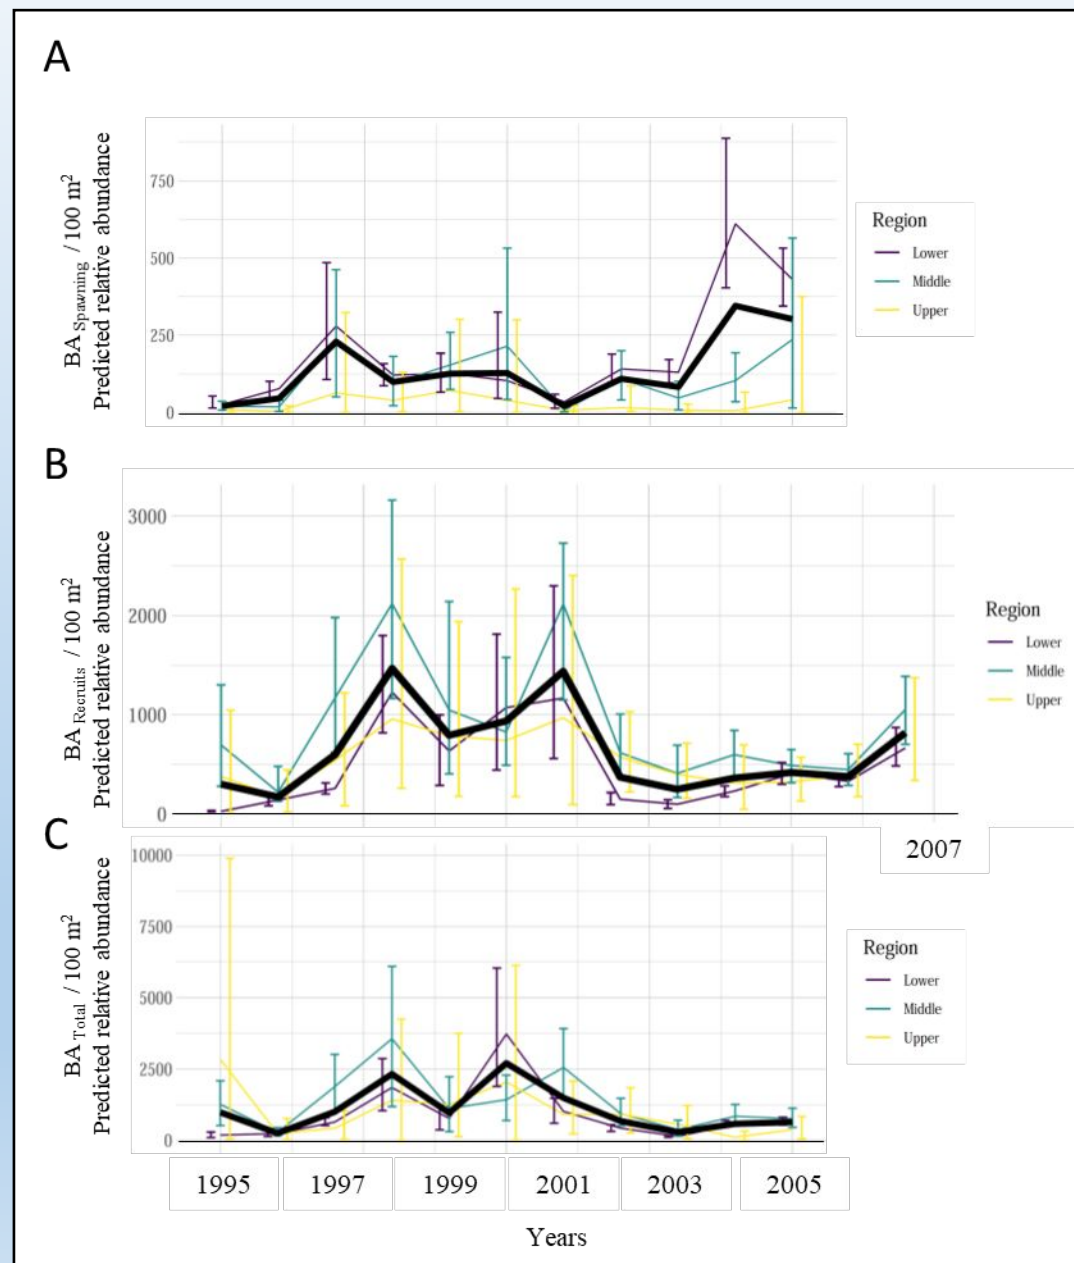 A
BA Spawning / 100 m²
Predicted relative abundance
750
500
250
0
Region
Lower
Middle
Upper
B
BA Recruits / 100 m²
Predicted relative abundance
3000
2000
1000
0
Region
Lower
Middle
Upper
2007
C
BA Total / 100 m²
Predicted relative abundance
10000
7500
5000
2500
0
Region
Lower
Middle
Upper
1995 1997 1999 2001 2003 2005
Years